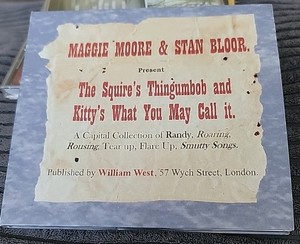 MAGGIE MOORE & STAN BLOOR.
Present
The Squire's Thingumbob and
Kitty's What You May Call it.
A Capital Collection of Randy, Roaring,
Rousing, Tear up, Flare Up, Smutty Songs.
Published by William West, 57 Wych Street, London.